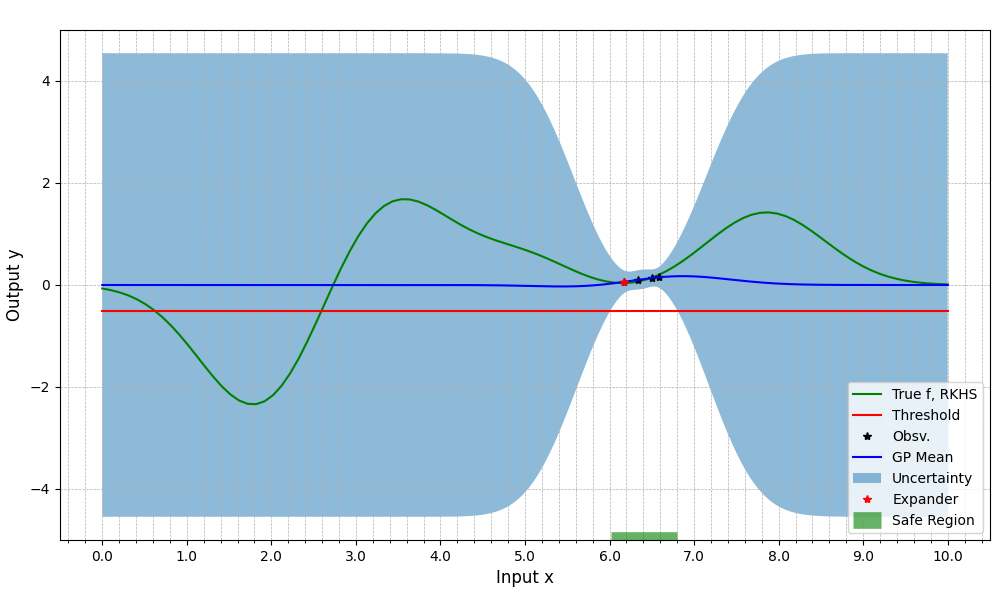 4
2
0
−2
−4
Output y
0.0 1.0 2.0 3.0 4.0 5.0 6.0 7.0 8.0 9.0 10.0
Input x
True f, RKHS
Threshold
Obsv.
GP Mean
Uncertainty
Expander
Safe Region